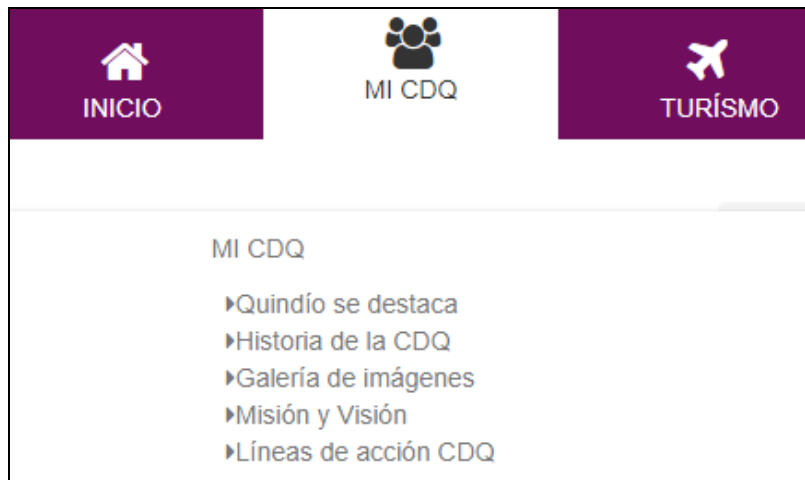 INICIO
MI CDQ
TURÍSMO
MI CDQ
Quindío se destaca
Historia de la CDQ
Galería de imágenes
Misión y Visión
Líneas de acción CDQ